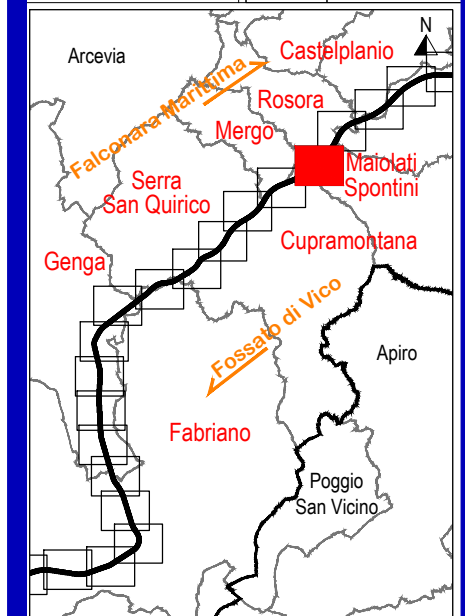 N
Arcevia
Castelplanio
Falconara Marittima
Rosora
Mergo
Maiolati
Spontini
Serra
San Quirico
Cupramontana
Genga
Fossato di Vico
Apiro
Fabriano
Poggio
San Vicino